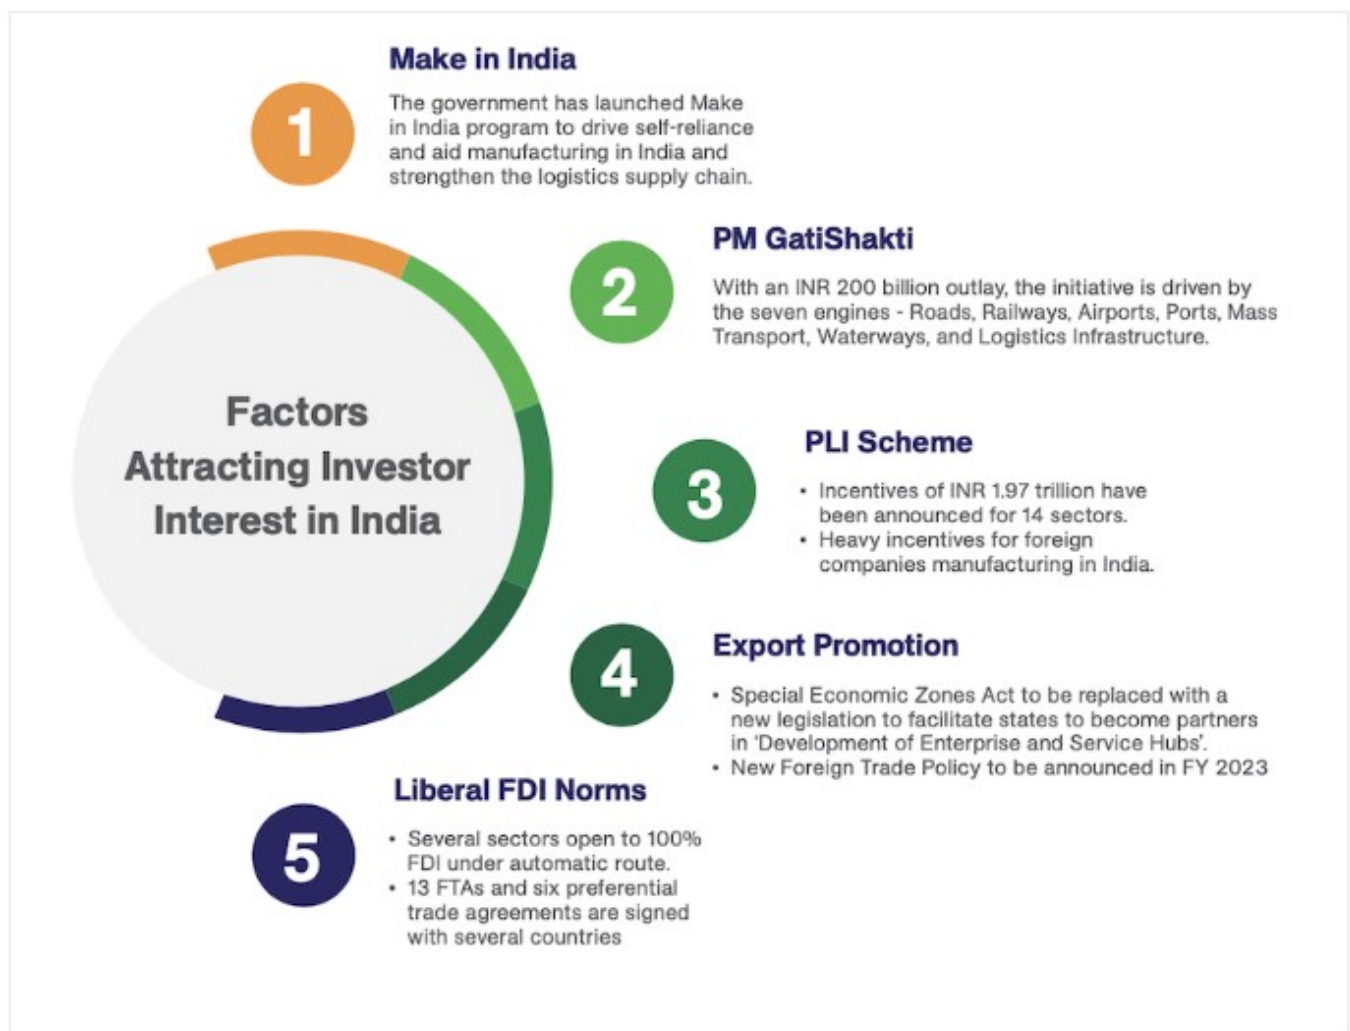 Factors
Attracting Investor
Interest in India
1
Make in India
The government has launched Make
in India program to drive self-reliance
and aid manufacturing in India and
strengthen the logistics supply chain.
2
PM GatiShakti
With an INR 200 billion outlay, the initiative is driven by
the seven engines - Roads, Railways, Airports, Ports, Mass
Transport, Waterways, and Logistics Infrastructure.
3
PLI Scheme
• Incentives of INR 1.97 trillion have
been announced for 14 sectors.
• Heavy incentives for foreign
companies manufacturing in India.
4
Export Promotion
• Special Economic Zones Act to be replaced with a
new legislation to facilitate states to become partners
in ‘Development of Enterprise and Service Hubs’.
• New Foreign Trade Policy to be announced in FY 2023
5
Liberal FDI Norms
• Several sectors open to 100%
FDI under automatic route.
• 13 FTAs and six preferential
trade agreements are signed
with several countries